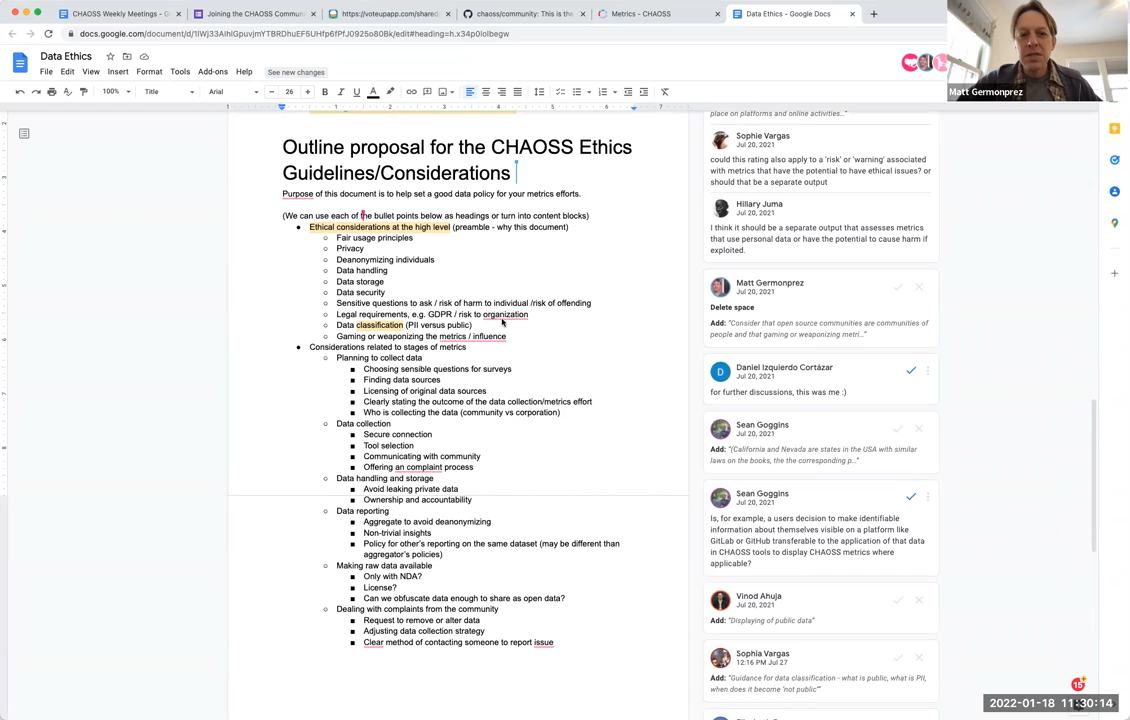 CHAOSS Weekly Meetings - G
Joining the CHAOSS Commun
https://voteupapp.com/shared
chaoss/community: This is the
Metrics - CHAOSS
Data Ethics - Google Docs
docs.google.com/document/d/
Data Ethics
File Edit View Insert Format Tools Add-ons Help See new changes
100% Title Arial 26 B I U A
Matt Germonprez
1 1 2 3 4 5 6 7
Outline proposal for the CHAOSS Ethics
Guidelines/Considerations
Purpose of this document is to help set a good data policy for your metrics efforts.
(We can use each of the bullet points below as headings or turn into content blocks)
Ethical considerations at the high level (preamble - why this document)
Fair usage principles
Privacy
Deanonymizing individuals
Data handling
Data storage
Data security
Sensitive questions to ask / risk of harm to individual /risk of offending
Legal requirements, e.g. GDPR / risk to organization
Data classification (PII versus public)
Gaming or weaponizing the metrics / influence
Considerations related to stages of metrics
Planning to collect data
Choosing sensible questions for surveys
Finding data sources
Licensing of original data sources
Clearly stating the outcome of the data collection/metrics effort
Who is collecting the data (community vs corporation)
Data collection
Secure connection
Tool selection
Communicating with community
Offering an complaint process
Data handling and storage
Avoid leaking private data
Ownership and accountability
Data reporting
Aggregate to avoid deanonymizing
Non-trivial insights
Policy for other's reporting on the same dataset (may be different than
aggregator's policies)
Making raw data available
Only with NDA?
License?
Can we obfuscate data enough to share as open data?
Dealing with complaints from the community
Request to remove or alter data
Adjusting data collection strategy
Clear method of contacting someone to report issue
place on platforms and online activities..."
Sophie Vargas
Jul 20, 2021
could this rating also apply to a 'risk' or 'warning' associated
with metrics that have the potential to have ethical issues? or
should that be a separate output
Hillary Juma
Jul 20, 2021
I think it should be a separate output that assesses metrics
that use personal data or have the potential to cause harm if
exploited.
Matt Germonprez
Jul 20, 2021
Delete space
Add: "Consider that open source communities are communities of
people and that gaming or weaponizing metri..."
D
Daniel Izquierdo Cortázar
Jul 20, 2021
for further discussions, this was me :)
Sean Goggins
Jul 20, 2021
Add: "(California and Nevada are states in the USA with similar
laws on the books, the the corresponding p..."
Sean Goggins
Jul 20, 2021
Is, for example, a users decision to make identifiable
information about themselves visible on a platform like
GitLab or GitHub transferable to the application of that data
in CHAOSS tools to display CHAOSS metrics where
applicable?
Vinod Ahuja
Jul 20, 2021
Add: "Displaying of public data"
Sophia Vargas
12:16 PM Jul 27
Add: "Guidance for data classification - what is public, what is PII,
when does it become 'not public'"
15
2022-01-18 11:30:14